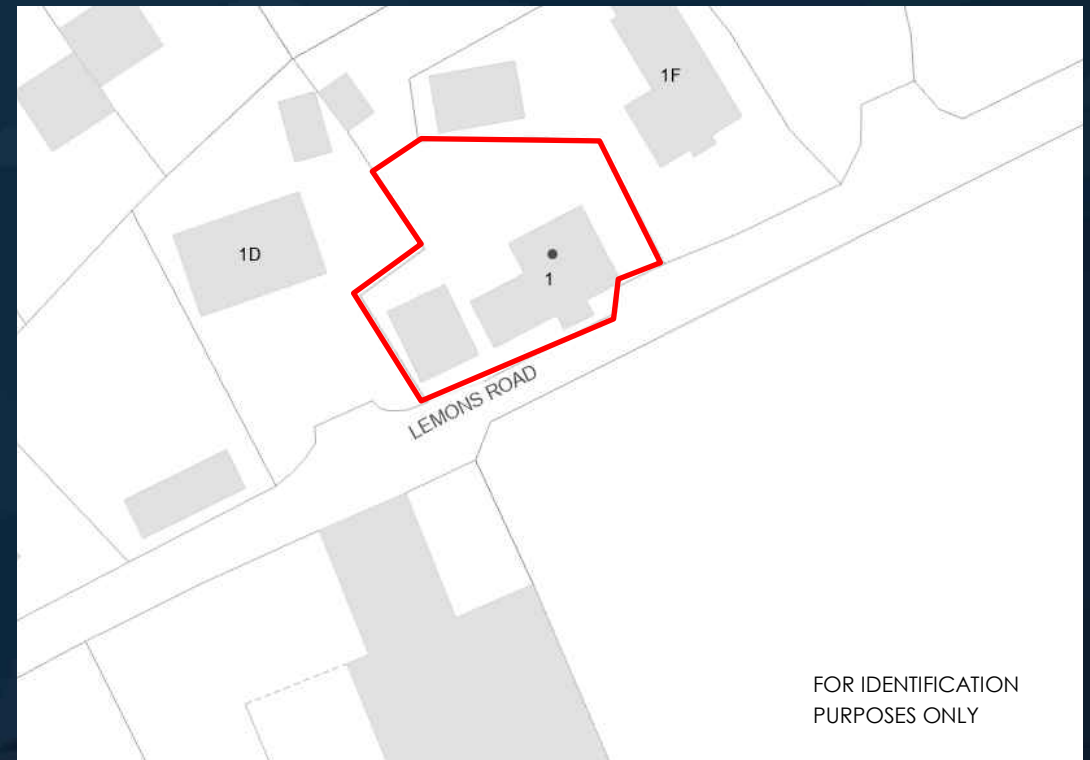 1F
1D
1
LEMONS ROAD
FOR IDENTIFICATION
PURPOSES ONLY